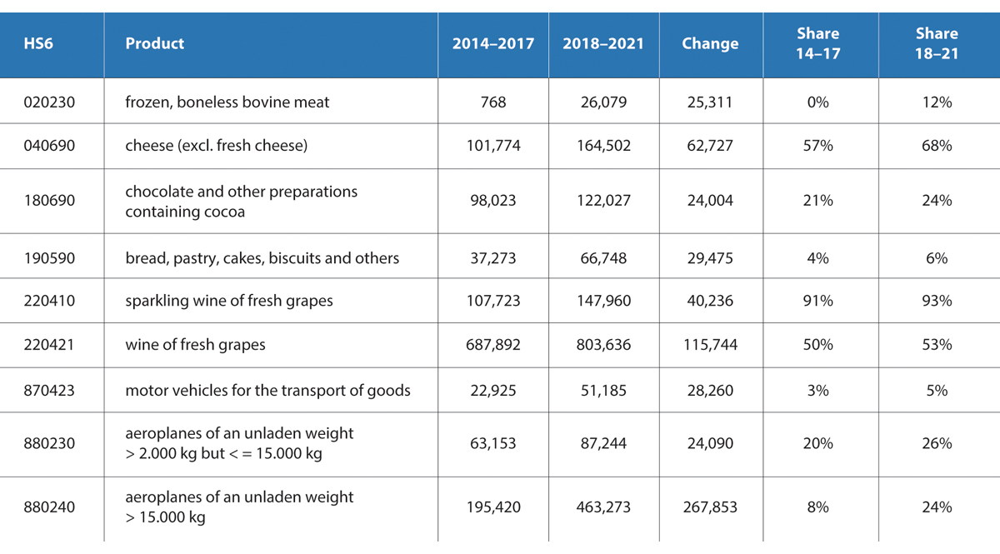 HS6 Product 2014–2017 2018–2021 Change Share 14–17 Share 18–21
020230 frozen, boneless bovine meat 768 26,079 25,311 0% 12%
040690 cheese (excl. fresh cheese) 101,774 164,502 62,727 57% 68%
180690 chocolate and other preparations
containing cocoa 98,023 122,027 24,004 21% 24%
190590 bread, pastry, cakes, biscuits and others 37,273 66,748 29,475 4% 6%
220410 sparkling wine of fresh grapes 107,723 147,960 40,236 91% 93%
220421 wine of fresh grapes 687,892 803,636 115,744 50% 53%
870423 motor vehicles for the transport of goods 22,925 51,185 28,260 3% 5%
880230 aeroplanes of an unladen weight
> 2.000 kg but < = 15.000 kg 63,153 87,244 24,090 20% 26%
880240 aeroplanes of an unladen weight
> 15.000 kg 195,420 463,273 267,853 8% 24%